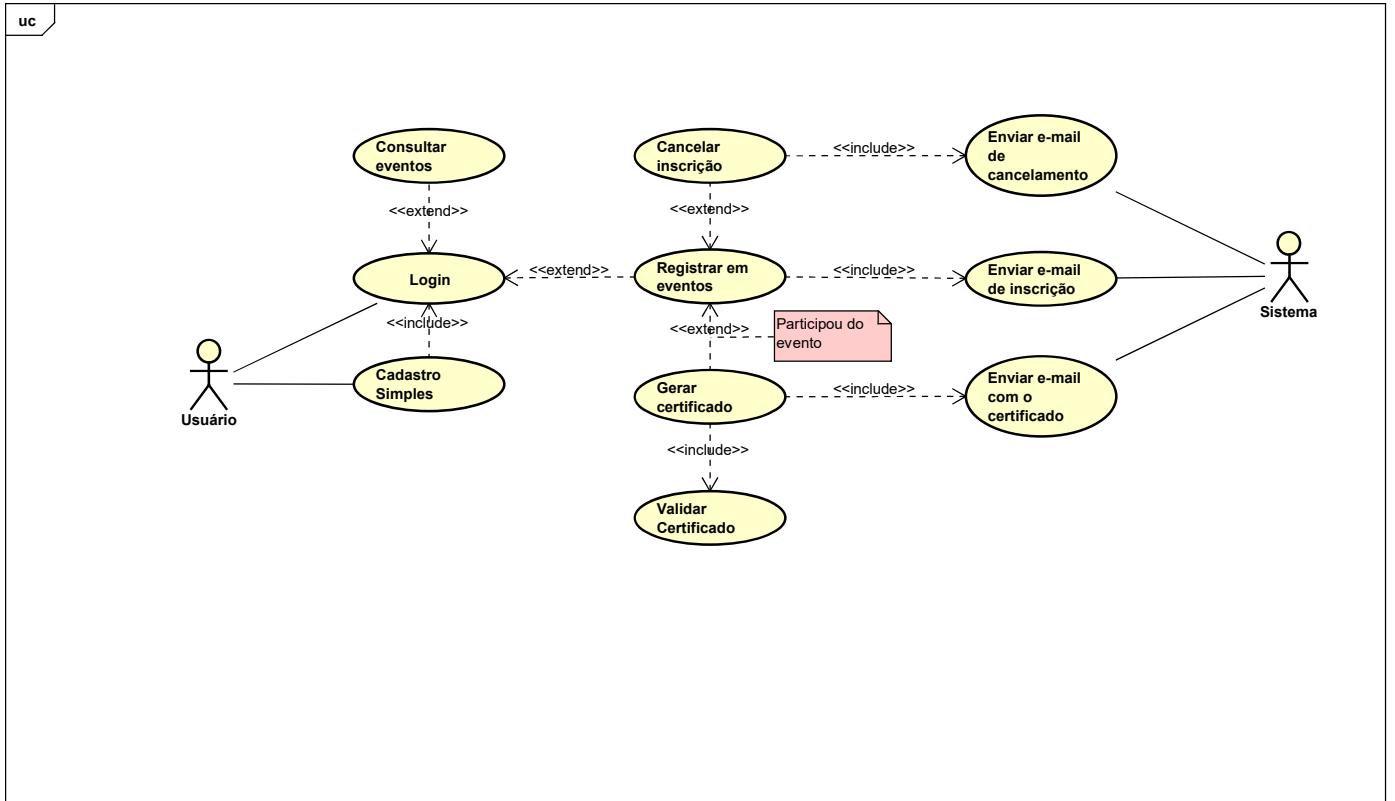 uc
Consultar
eventos
Cancelar
inscrição
<<include>>
Enviar e-mail
de
cancelamento
<<extend>>
<<extend>>
Login
<<extend>>
Registrar em
eventos
<<include>>
Enviar e-mail
de inscrição
Sistema
<<include>>
<<extend>>
Participou do
evento
Usuário
Cadastro
Simples
Gerar
certificado
<<include>>
Enviar e-mail
com o
certificado
<<include>>
Validar
Certificado